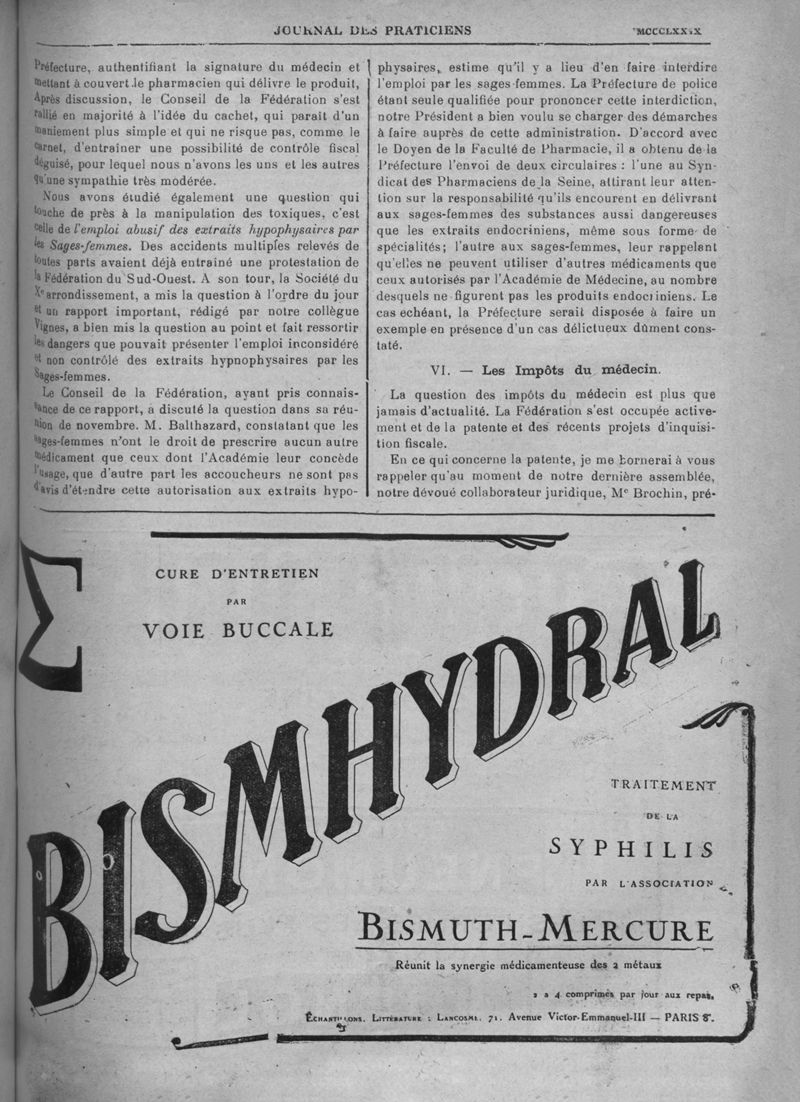 JOURNAL DES PRATICIENS
MCCCLXXIX
Préfecture, authentifiant la signature du médecin et
mettant à couvert le pharmacien qui délivre le produit,
Après discussion, le Conseil de la Fédération s'est
rallié en majorité à l'idée du cachet, qui paraît d'un
maniement plus simple et qui ne risque pas, comme le
carnet, d'entraîner une possibilité de contrôle fiscal
déguisé, pour lequel nous n'avons les uns et les autres
qu'une sympathie très modérée.
Nous avons étudié également une question qui
touche de près à la manipulation des toxiques, c'est
celle de l'emploi abusif des extraits hypophysaires par
les Sages-femmes. Des accidents multiples relevés de
toutes parts avaient déjà entraîné une protestation de
la Fédération du Sud-Ouest. A son tour, la Société du
Xe arrondissement, a mis la question à l'ordre du jour
et un rapport important, rédigé par notre collègue
Vignes, a bien mis la question au point et fait ressortir
les dangers que pouvait présenter l'emploi inconsidéré
et non contrôlé des extraits hypnophysaires par les
Sages-femmes.
Le Conseil de la Fédération, ayant pris connais-
sance de ce rapport, a discuté la question dans sa réu-
nion de novembre. M. Balthazard, constatant que les
sages-femmes n'ont le droit de prescrire aucun autre
médicament que ceux dont l'Académie leur concède
l'usage, que d'autre part les accoucheurs ne sont pas
d'avis d'étendre cette autorisation aux extraits hypo-
physaires, estime qu'il y a lieu d'en faire interdire
l'emploi par les sages-femmes. La Préfecture de police
étant seule qualifiée pour prononcer cette interdiction,
notre Président a bien voulu se charger des démarches
à faire auprès de cette administration. D'accord avec
le Doyen de la Faculté de Pharmacie, il a obtenu de la
Préfecture l'envoi de deux circulaires : l'une au Syn-
dicat des Pharmaciens de la Seine, attirant leur atten-
tion sur la responsabilité qu'ils encourent en délivrant
aux sages-femmes des substances aussi dangereuses
que les extraits endocriniens, même sous forme de
spécialités; l'autre aux sages-femmes, leur rappelant
qu'elles ne peuvent utiliser d'autres médicaments que
ceux autorisés par l'Académie de Médecine, au nombre
desquels ne figurent pas les produits endocriniens. Le
cas echéant, la Préfecture serait disposée à faire un
exemple en présence d'un cas délictueux dûment cons-
taté.
VI. — Les Impôts du médecin.
La question des impôts du médecin est plus que
jamais d'actualité. La Fédération s'est occupée active-
ment et de la patente et des récents projets d'inquisi-
tion fiscale.
En ce qui concerne la patente, je me bornerai à vous
rappeler qu'au moment de notre dernière assemblée,
notre dévoué collaborateur juridique, Me Brochin, pré-
Σ
CURE D'ENTRETIEN
PAR
VOIE BUCCALE
BISMHYDRAL
TRAITEMENT
DE LA
SYPHILIS
PAR L'ASSOCIATION
BISMUTH-MERCURE
Réunit la synergie médicamenteuse des 2 métaux
2 a 4 comprimés par jour aux repas.
ÉCHANTILLONS. LITTÉRATURE : LANCOSME. 71. Avenue Victor-Emmanuel-III — PARIS 8e.